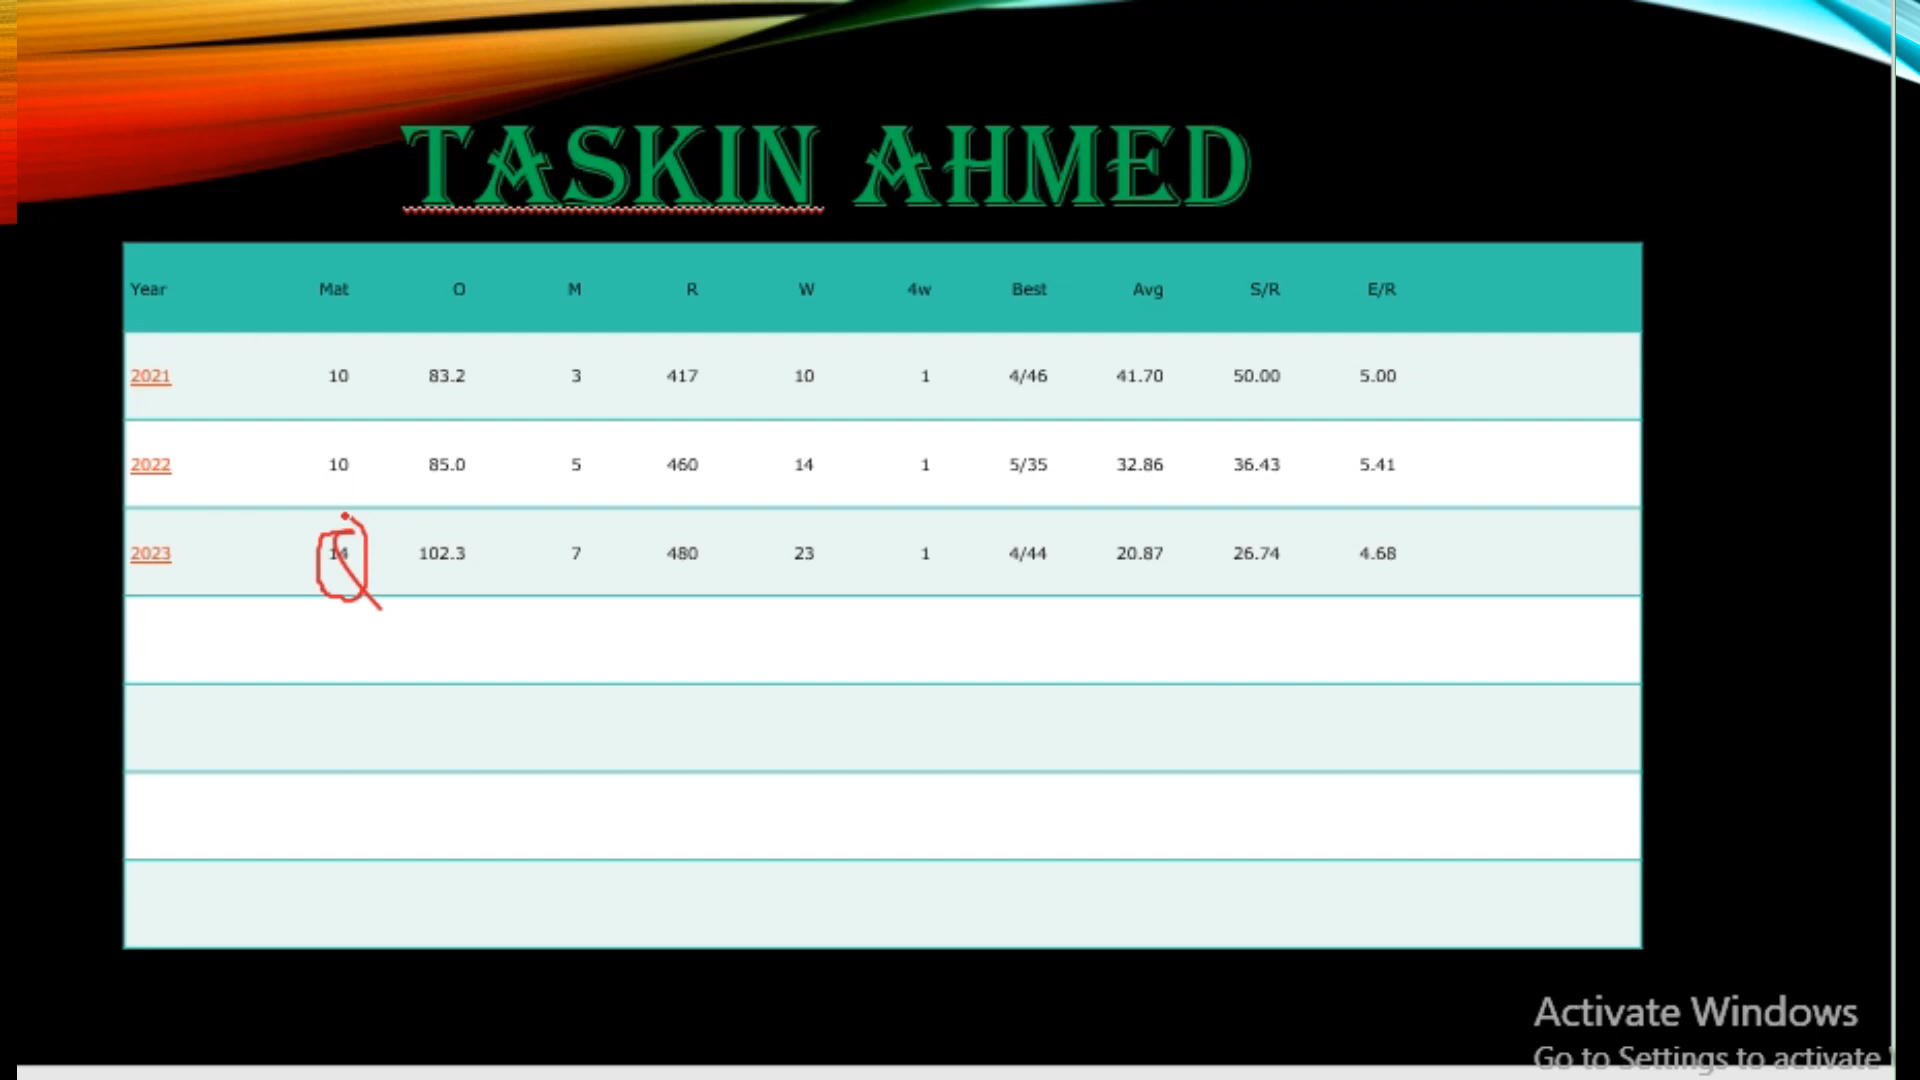 TASKIN AHMED
Year Mat O M R W 4w Best Avg S/R E/R
2021 10 83.2 3 417 10 1 4/46 41.70 50.00 5.00
2022 10 85.0 5 460 14 1 5/35 32.86 36.43 5.41
2023 14 102.3 7 480 23 1 4/44 20.87 26.74 4.68
Activate Windows
Go to Settings to activate